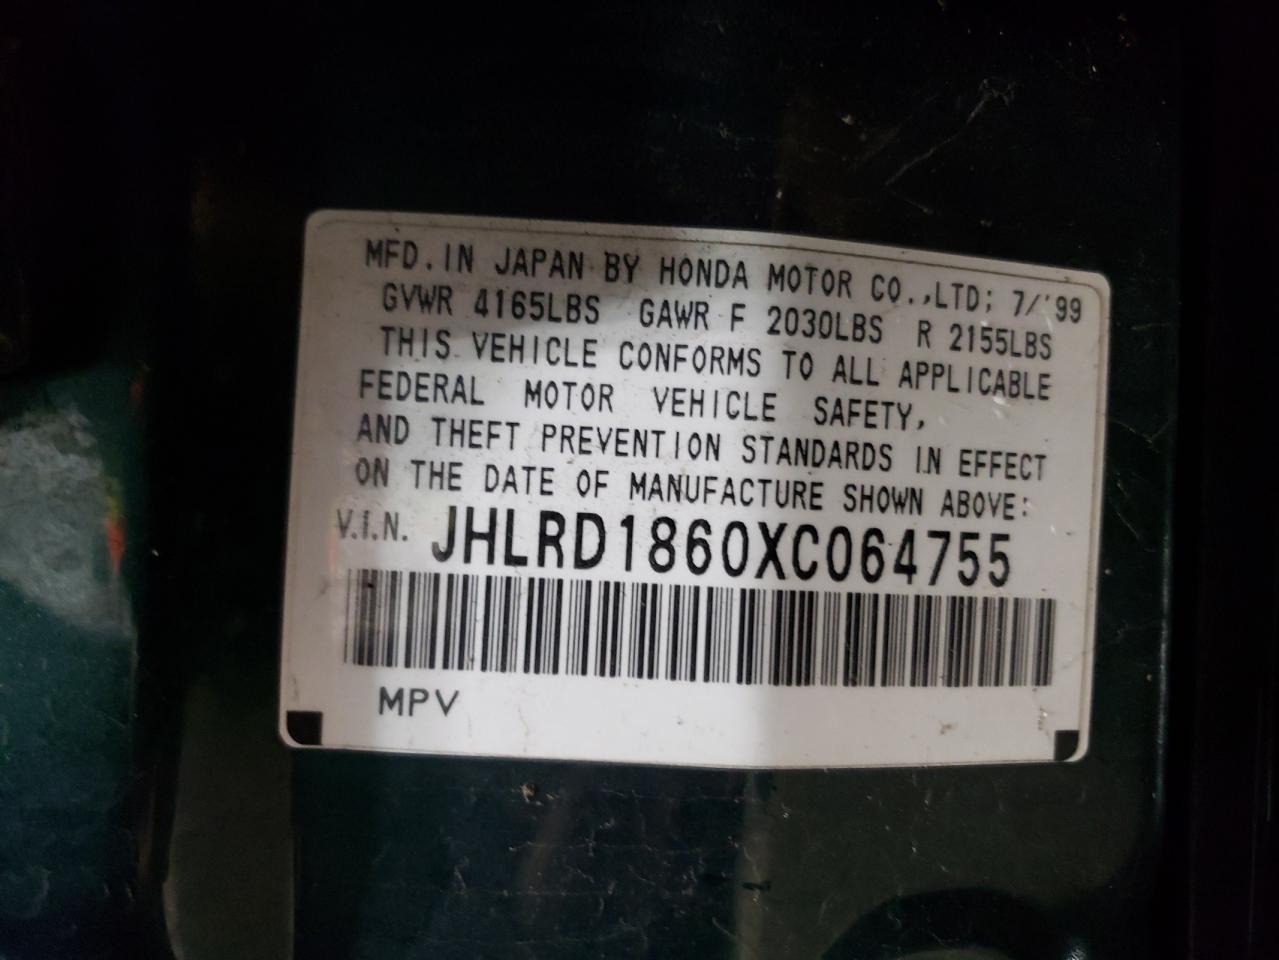 MFD. IN JAPAN BY HONDA MOTOR CO.,LTD; 7/'99
GVWR 4165LBS GAWR F 2030LBS R 2155LBS
THIS VEHICLE CONFORMS TO ALL APPLICABLE
FEDERAL MOTOR VEHICLE SAFETY,
AND THEFT PREVENTION STANDARDS IN EFFECT
ON THE DATE OF MANUFACTURE SHOWN ABOVE:
V.I.N. JHLRD1860XC064755
MPV